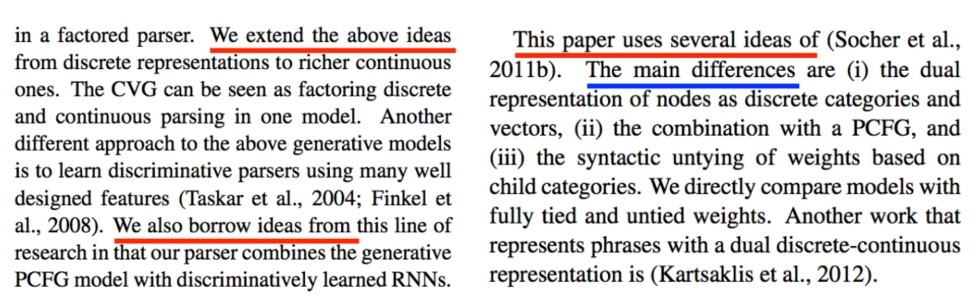 in a factored parser. We extend the above ideas
from discrete representations to richer continuous
ones. The CVG can be seen as factoring discrete
and continuous parsing in one model. Another
different approach to the above generative models
is to learn discriminative parsers using many well
designed features (Taskar et al., 2004; Finkel et
al., 2008). We also borrow ideas from this line of
research in that our parser combines the generative
PCFG model with discriminatively learned RNNs.
This paper uses several ideas of (Socher et al.,
2011b). The main differences are (i) the dual
representation of nodes as discrete categories and
vectors, (ii) the combination with a PCFG, and
(iii) the syntactic untying of weights based on
child categories. We directly compare models with
fully tied and untied weights. Another work that
represents phrases with a dual discrete-continuous
representation is (Kartsaklis et al., 2012).